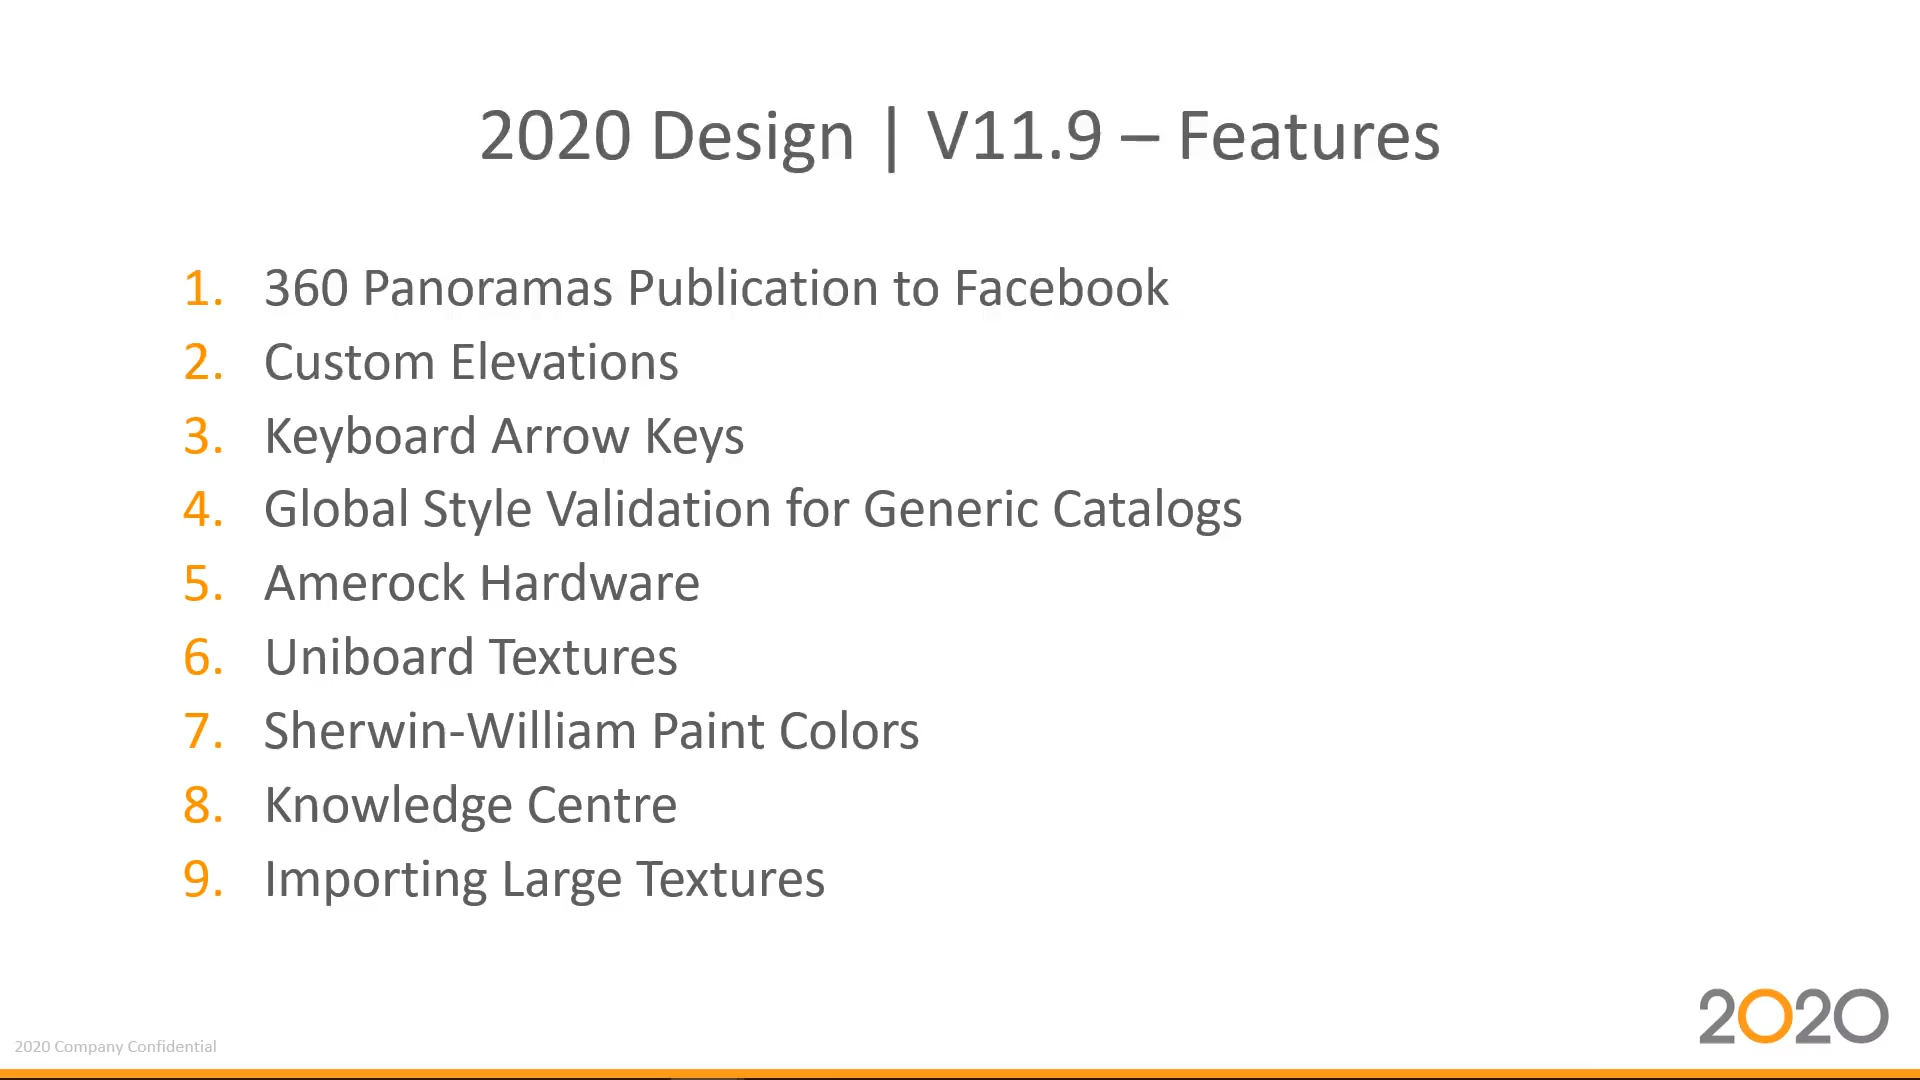 2020 Design | V11.9 – Features
1. 360 Panoramas Publication to Facebook
2. Custom Elevations
3. Keyboard Arrow Keys
4. Global Style Validation for Generic Catalogs
5. Amerock Hardware
6. Uniboard Textures
7. Sherwin-William Paint Colors
8. Knowledge Centre
9. Importing Large Textures
2020
2020 Company Confidential